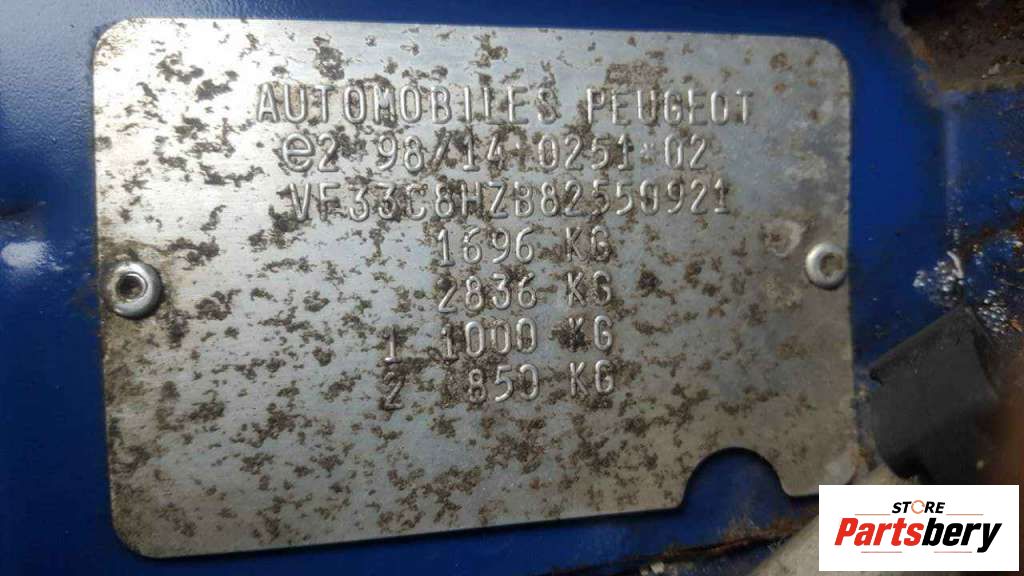 AUTOMOBILES PEUGEOT
e2 98/14 0251 02
VF33C8HZB82550921
1696 KG
2836 KG
1 1000 KG
2 850 KG
STORE
Partsbery